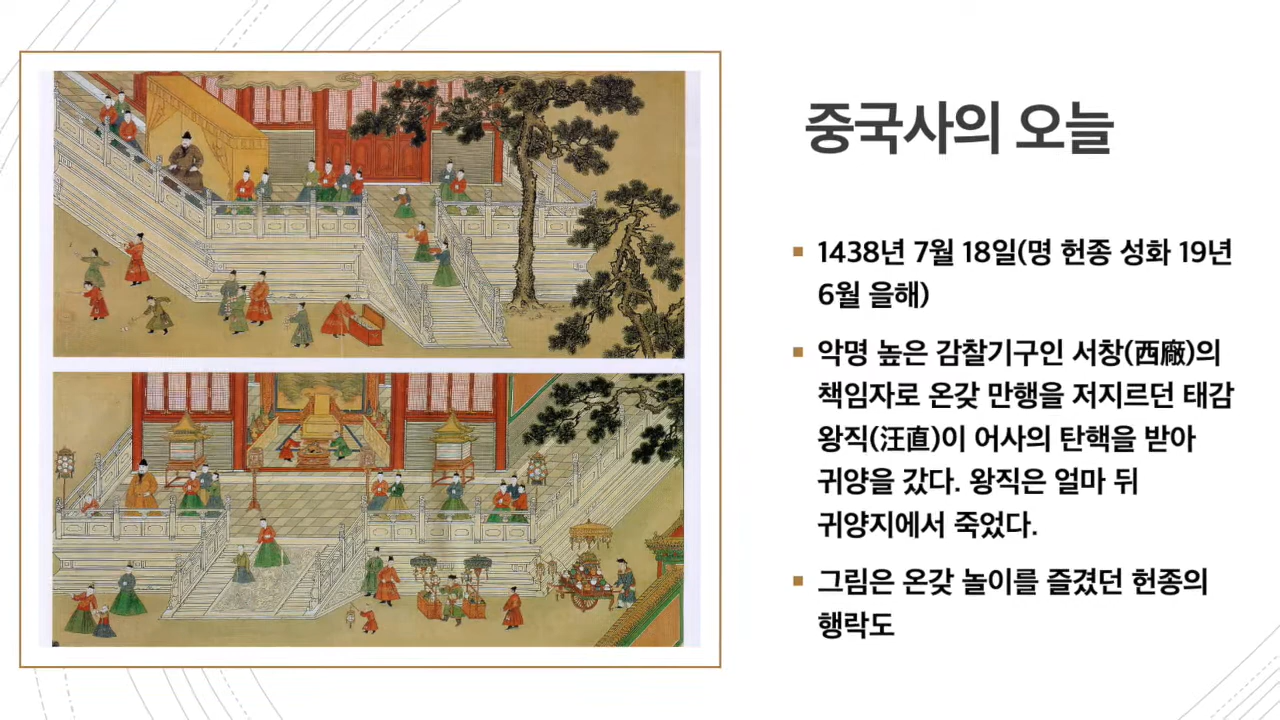 중국사의 오늘
1438년 7월 18일(명 헌종 성화 19년
6월 을해)
악명 높은 감찰기구인 서창(西廠)의
책임자로 온갖 만행을 저지르던 태감
왕직(汪直)이 어사의 탄핵을 받아
귀양을 갔다. 왕직은 얼마 뒤
귀양지에서 죽었다.
그림은 온갖 놀이를 즐겼던 헌종의
행락도